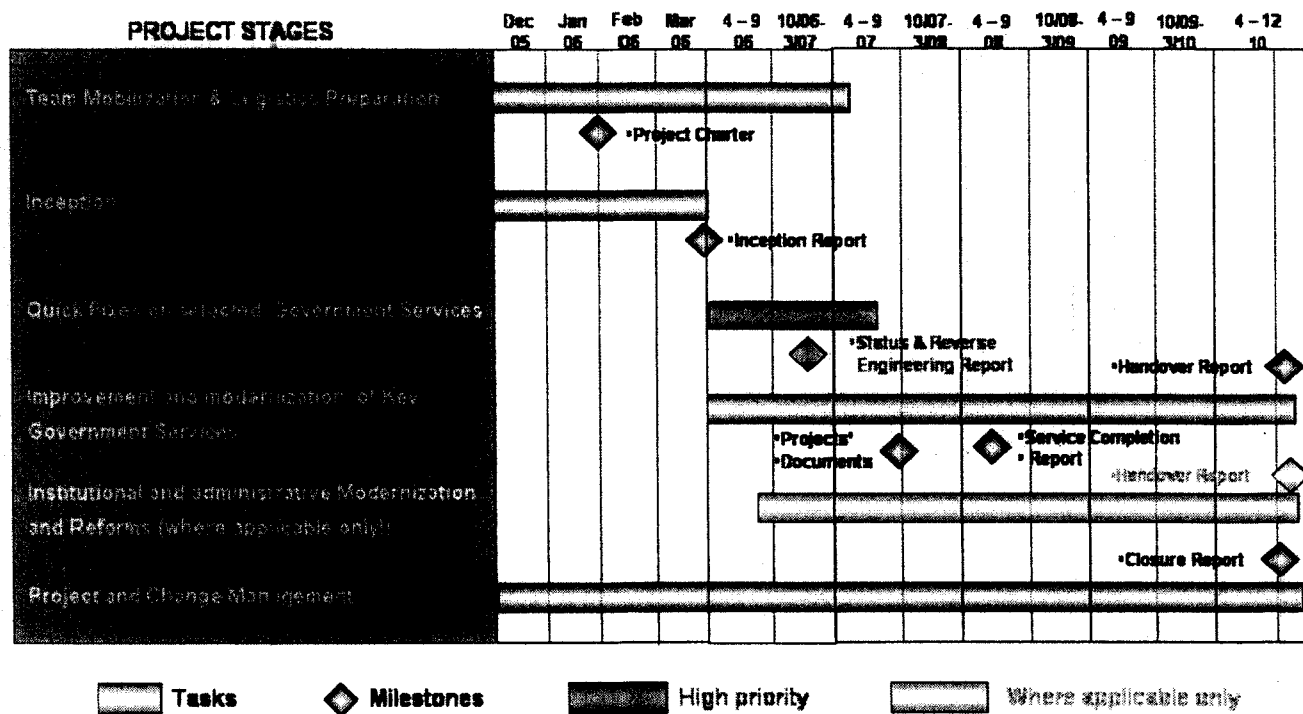 PROJECT STAGES
Dec 05
Jan 06
Feb 06
Mar 06
4 – 9 06
10/06- 3/07
4 – 9 07
10/07- 3/08
4 – 9 08
10/08- 3/09
4 – 9 09
10/09- 3/10
4 – 12 10
Team Mobilization & Logistics Preparation
•Project Charter
Inception
•Inception Report
Quick Fixes on selected Government Services
•Status & Reverse
Engineering Report
•Handover Report
Improvement and modernization of Key
Government Services
•Projects'
•Documents
•Service Completion
• Report
•Handover Report
Institutional and administrative Modernization
and Reforms (where applicable only)
•Closure Report
Project and Change Management
Tasks
Milestones
High priority
Where applicable only